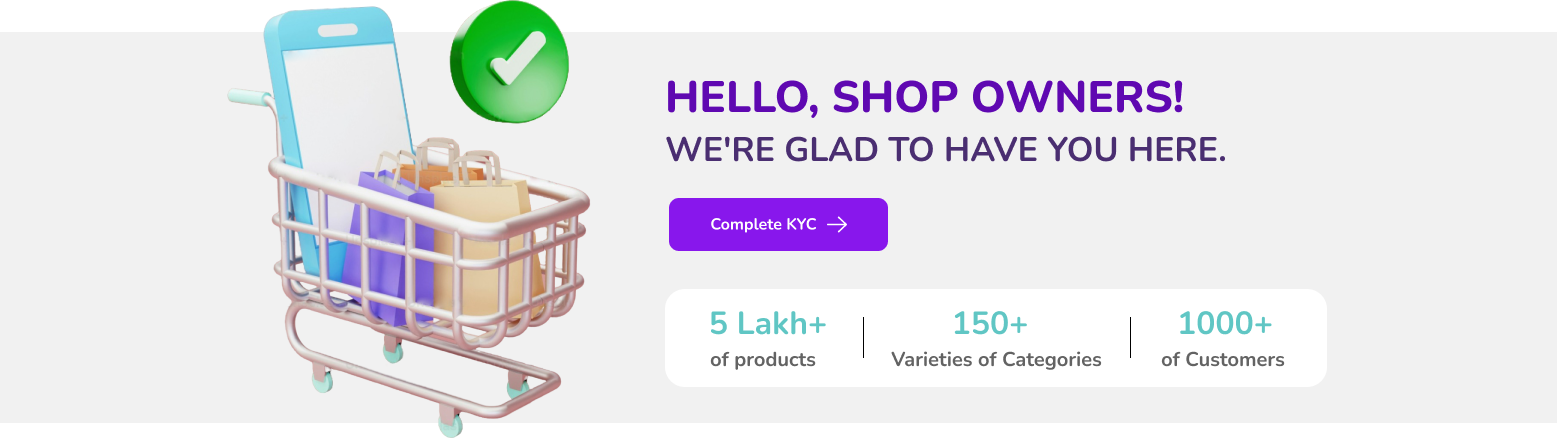 HELLO, SHOP OWNERS!
WE'RE GLAD TO HAVE YOU HERE.
Complete KYC
5 Lakh+
of products
150+
Varieties of Categories
1000+
of Customers